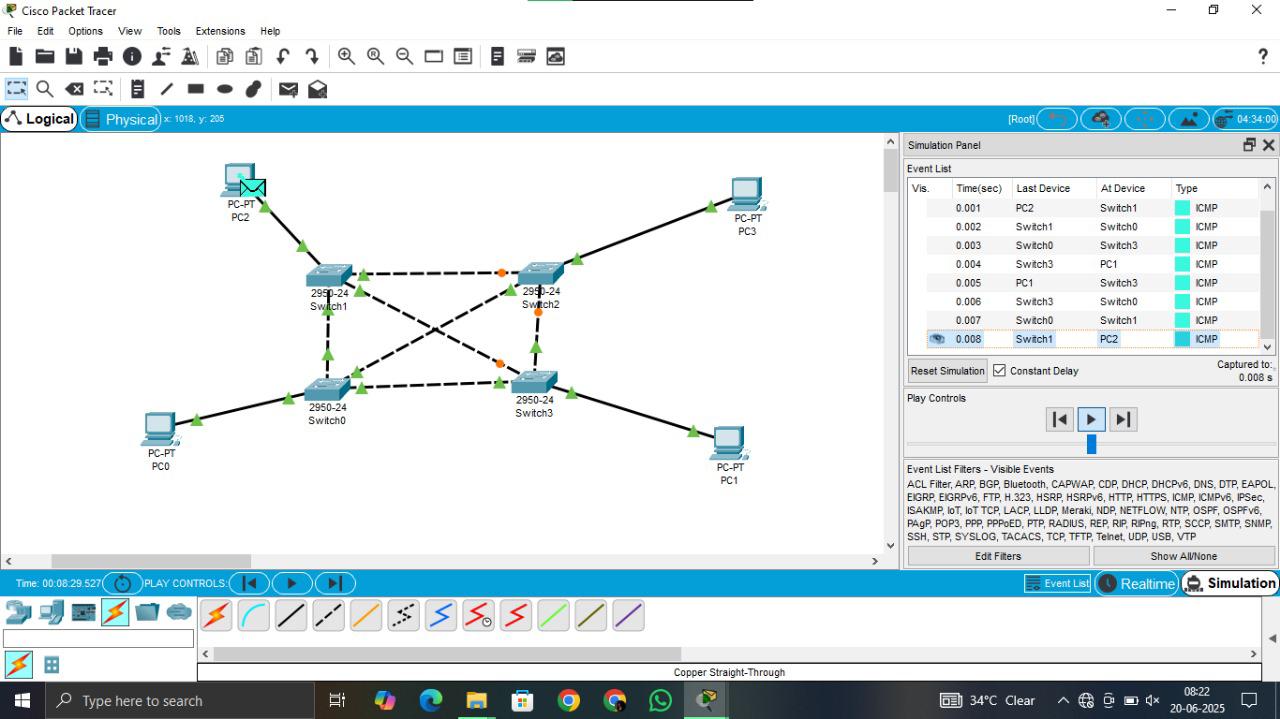 Cisco Packet Tracer
File Edit Options View Tools Extensions Help
?
Logical Physical x: 1018, y: 205 [Root] 04:34:00
PC-PT
PC2
PC-PT
PC3
2950-24
Switch1
2950-24
Switch2
2950-24
Switch0
2950-24
Switch3
PC-PT
PC0
PC-PT
PC1
Simulation Panel
Event List
Vis. Time(sec) Last Device At Device Type
0.001 PC2 Switch1 ICMP
0.002 Switch1 Switch0 ICMP
0.003 Switch0 Switch3 ICMP
0.004 Switch3 PC1 ICMP
0.005 PC1 Switch3 ICMP
0.006 Switch3 Switch0 ICMP
0.007 Switch0 Switch1 ICMP
0.008 Switch1 PC2 ICMP
Reset Simulation Constant Delay Captured to:
0.008 s
Play Controls
Event List Filters - Visible Events
ACL Filter, ARP, BGP, Bluetooth, CAPWAP, CDP, DHCP, DHCPv6, DNS, DTP, EAPOL,
EIGRP, EIGRPv6, FTP, H.323, HSRP, HSRPv6, HTTP, HTTPS, ICMP, ICMPv6, IPSec,
ISAKMP, IoT, IoT TCP, LACP, LLDP, Meraki, NDP, NETFLOW, NTP, OSPF, OSPFv6,
PAgP, POP3, PPP, PPPoED, PTP, RADIUS, REP, RIP, RIPng, RTP, SCCP, SMTP, SNMP,
SSH, STP, SYSLOG, TACACS, TCP, TFTP, Telnet, UDP, USB, VTP
Edit Filters Show All/None
Time: 00:08:29.527 PLAY CONTROLS: Event List Realtime Simulation
Copper Straight-Through
Type here to search
34°C Clear
08:22
20-06-2025